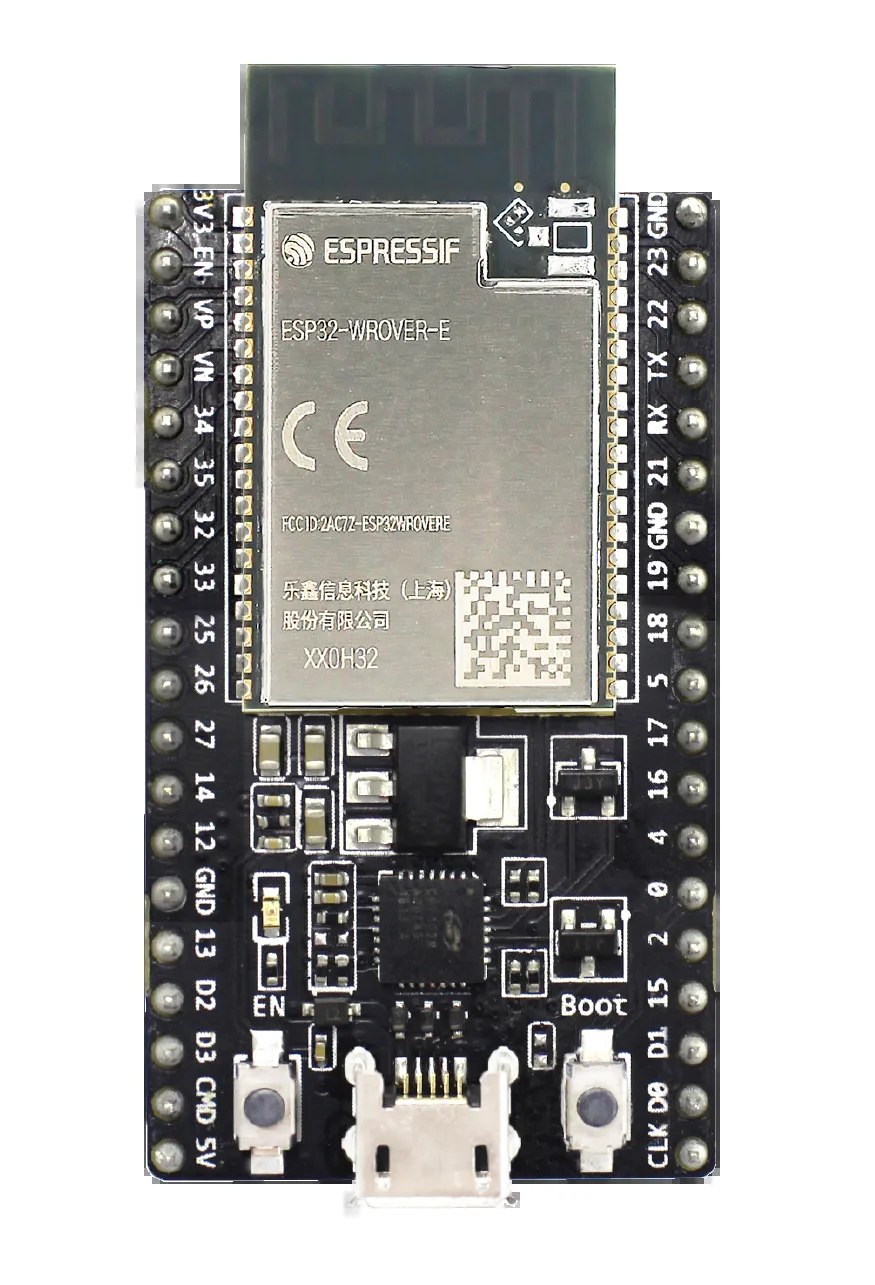 ESPRESSIF
ESP32-WROVER-E
CE
FCC ID:2AC7Z-ESP32WROVERE
乐鑫信息科技 (上海)
股份有限公司
XX0H32
3V3
EN
VP
VN
34
35
32
33
25
26
27
14
12
GND
13
D2
D3
CMD
5V
GND
23
22
TX
RX
21
GND
19
18
5
17
16
4
0
2
15
D1
D0
CLK
EN
Boot